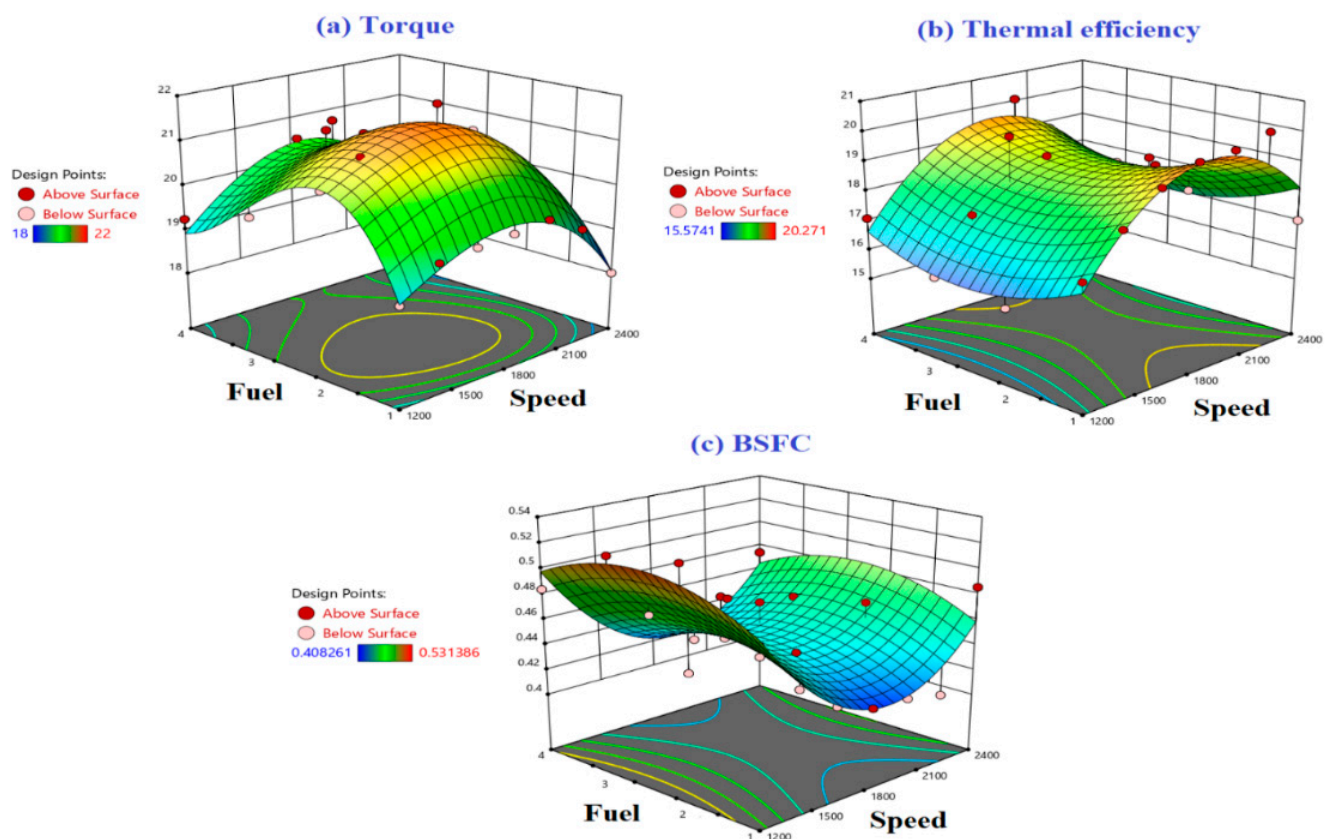 (a) Torque
22
21
20
19
18
Design Points:
Above Surface
Below Surface
18 22
4
3
2
1
Fuel
1200
1500
1800
2100
2400
Speed
(b) Thermal efficiency
21
20
19
18
17
16
15
Design Points:
Above Surface
Below Surface
15.5741 20.271
4
3
2
1
Fuel
1200
1500
1800
2100
2400
Speed
(c) BSFC
0.54
0.52
0.5
0.48
0.46
0.44
0.42
0.4
Design Points:
Above Surface
Below Surface
0.408261 0.531386
4
3
2
1
Fuel
1200
1500
1800
2100
2400
Speed